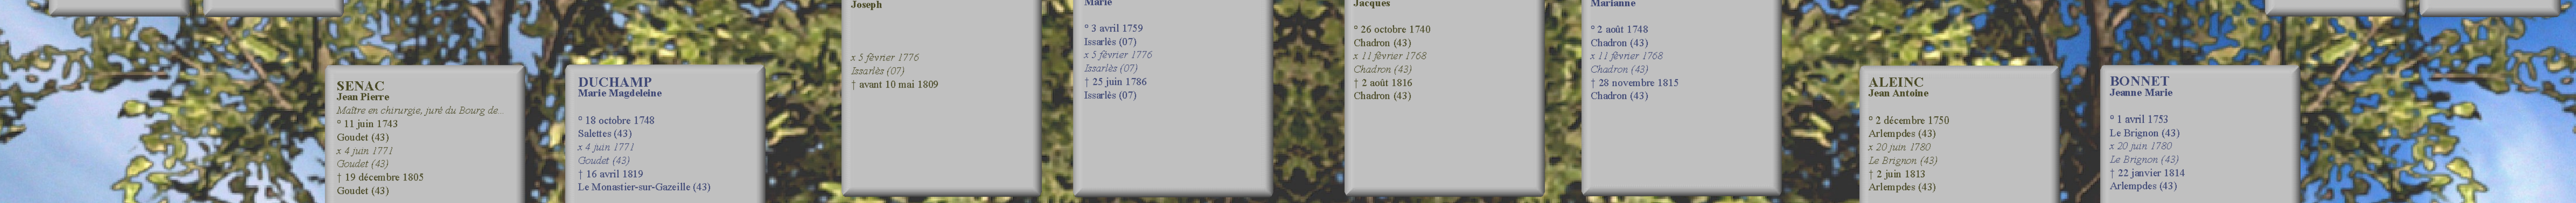 SENAC
Jean Pierre
Maître en chirurgie, juré du Bourg de...
° 11 juin 1743
Goudet (43)
x 4 juin 1771
Goudet (43)
† 19 décembre 1805
Goudet (43)
DUCHAMP
Marie Magdeleine
° 18 octobre 1748
Salettes (43)
x 4 juin 1771
Goudet (43)
† 16 avril 1819
Le Monastier-sur-Gazeille (43)
Joseph
x 5 février 1776
Issarlès (07)
† avant 10 mai 1809
Marie
° 3 avril 1759
Issarlès (07)
x 5 février 1776
Issarlès (07)
† 25 juin 1786
Issarlès (07)
Jacques
° 26 octobre 1740
Chadron (43)
x 11 février 1768
Chadron (43)
† 2 août 1816
Chadron (43)
Marianne
° 2 août 1748
Chadron (43)
x 11 février 1768
Chadron (43)
† 28 novembre 1815
Chadron (43)
ALEINC
Jean Antoine
° 2 décembre 1750
Arlempdes (43)
x 20 juin 1780
Le Brignon (43)
† 2 juin 1813
Arlempdes (43)
BONNET
Jeanne Marie
° 1 avril 1753
Le Brignon (43)
x 20 juin 1780
Le Brignon (43)
† 22 janvier 1814
Arlempdes (43)